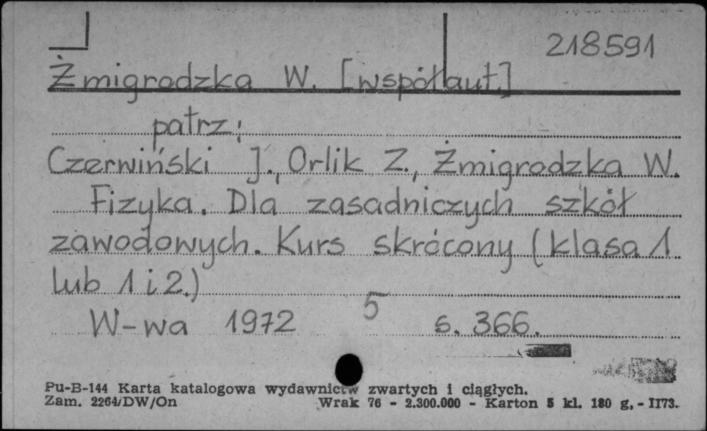 218591
Żmigrodzka W. [współaut.]
patrz:
Czerwiński J., Orlik Z., Żmigrodzka W.
Fizyka. Dla zasadniczych szkół
zawodowych. Kurs skrócony (klasa 1
lub 1 i 2.)
W-wa 1972 5 s. 366.
Pu-B-144 Karta katalogowa wydawnictw zwartych i ciągłych.
Zam. 2264/DW/On Wrak 76 - 2.300.000 - Karton 5 kl. 180 g. - II73.